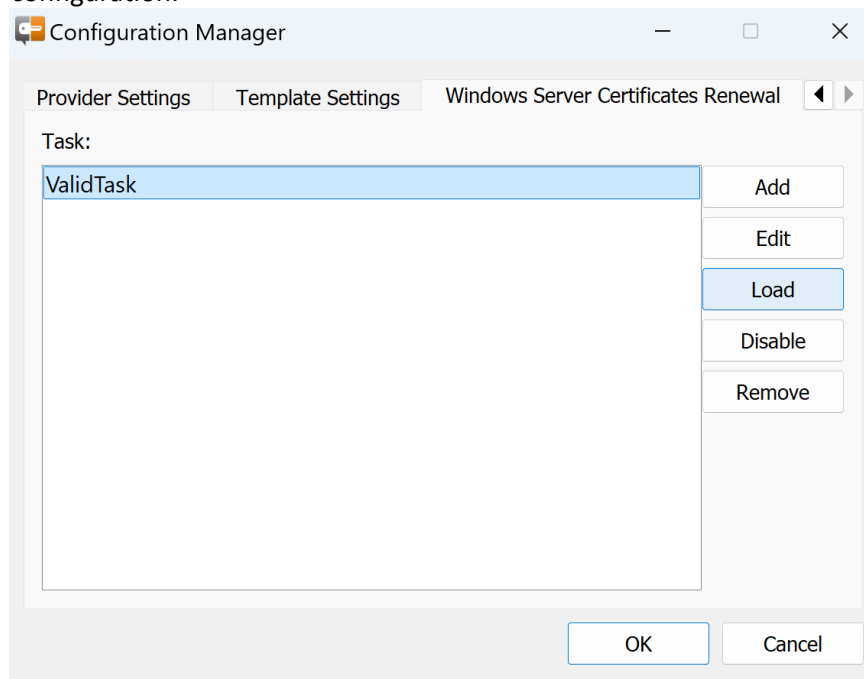 Configuration Manager
Provider Settings Template Settings Windows Server Certificates Renewal
Task:
ValidTask
Add
Edit
Load
Disable
Remove
OK Cancel